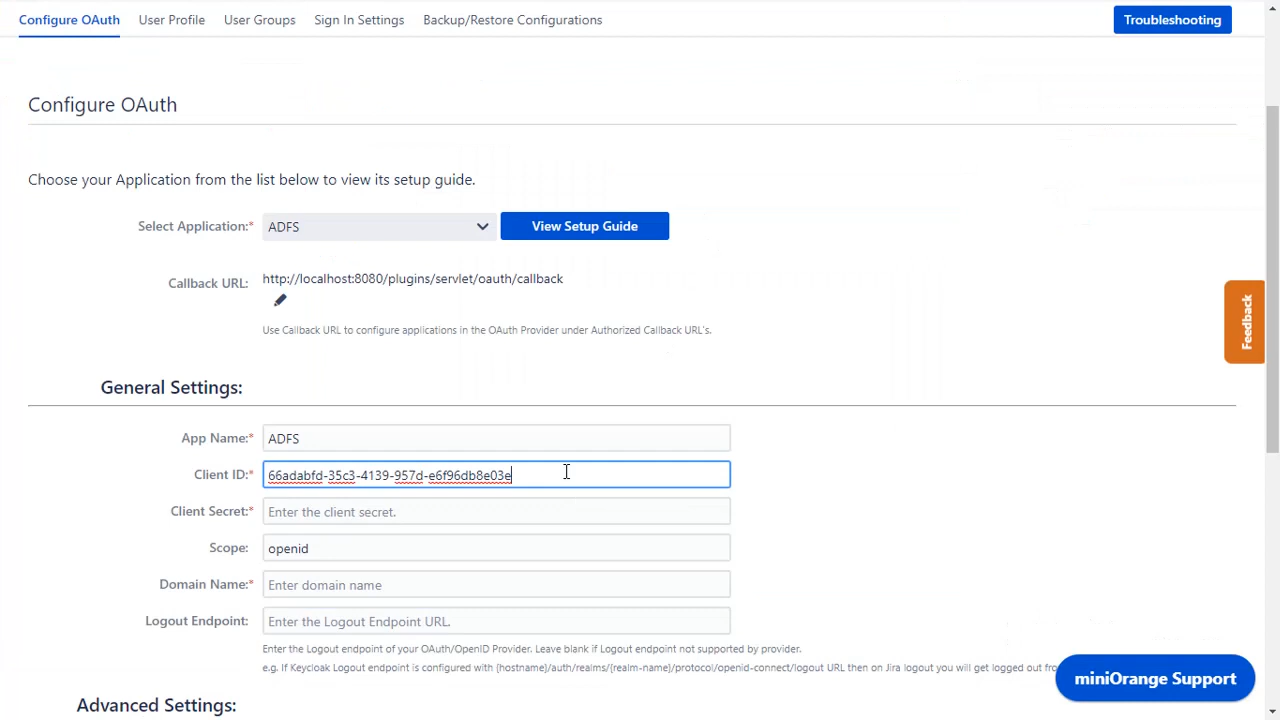 Configure OAuth User Profile User Groups Sign In Settings Backup/Restore Configurations Troubleshooting
Configure OAuth
Choose your Application from the list below to view its setup guide.
Select Application:* ADFS View Setup Guide
Callback URL: http://localhost:8080/plugins/servlet/oauth/callback
Use Callback URL to configure applications in the OAuth Provider under Authorized Callback URL's.
Feedback
General Settings:
App Name:* ADFS
Client ID:* 66adabfd-35c3-4139-957d-e6f96db8e03e
Client Secret:* Enter the client secret.
Scope: openid
Domain Name:* Enter domain name
Logout Endpoint: Enter the Logout Endpoint URL.
Enter the Logout endpoint of your OAuth/OpenID Provider. Leave blank if Logout endpoint not supported by provider.
e.g. If Keycloak Logout endpoint is configured with {hostname}/auth/realms/{realm-name}/protocol/openid-connect/logout URL then on Jira logout you will get logged out
miniOrange Support
Advanced Settings: